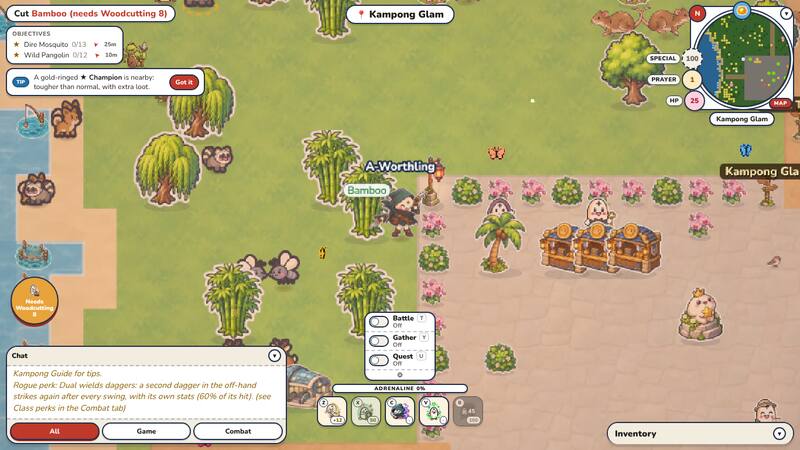 Cut Bamboo (needs Woodcutting 8)
OBJECTIVES
Dire Mosquito 0/13 25m
Wild Pangolin 0/12 10m
TIP
A gold-ringed ★ Champion is nearby:
tougher than normal, with extra loot.
Got it
Kampong Glam
N
SPECIAL 100
PRAYER 1
HP 25
MAP
Kampong Glam
A-Worthling
Bamboo
Kampong Gla
Needs
Woodcutting
8
Battle T
Off
Gather Y
Off
Quest U
Off
ADRENALINE 0%
Z +12
X 50
C
V
B 45
100
Chat
Kampong Guide for tips.
Rogue perk: Dual wields daggers: a second dagger in the off-hand
strikes again after every swing, with its own stats (60% of its hit). (see
Class perks in the Combat tab)
All
Game
Combat
Inventory